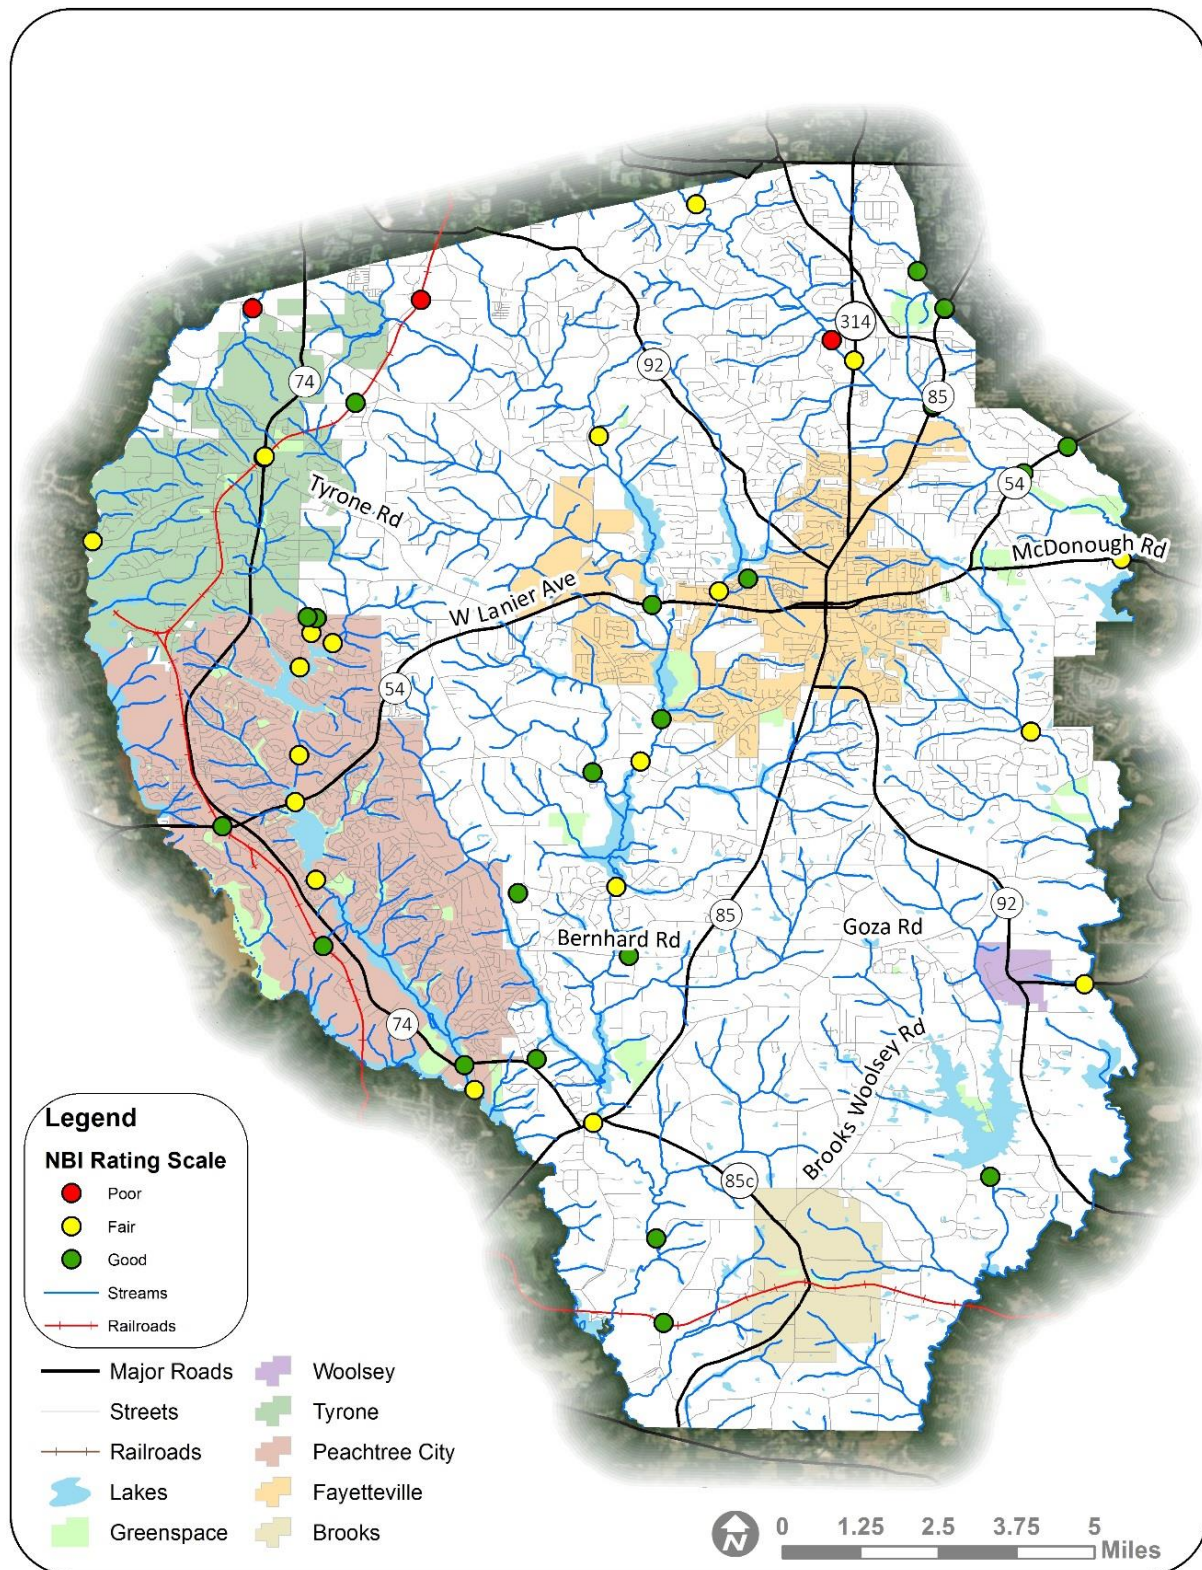 314
92
74
85
Tyrone Rd
54
McDonough Rd
W Lanier Ave
54
92
85
Goza Rd
Bernhard Rd
74
Brooks Woolsey Rd
85c
Legend
NBI Rating Scale
Poor
Fair
Good
Streams
Railroads
Major Roads
Streets
Railroads
Lakes
Greenspace
Woolsey
Tyrone
Peachtree City
Fayetteville
Brooks
N
0 1.25 2.5 3.75 5
Miles